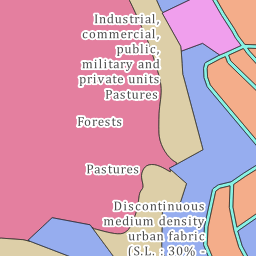 Industrial,
commercial,
public,
military and
private units
Pastures
Forests
Pastures
Discontinuous
medium density
urban fabric
(S.L. : 30% -